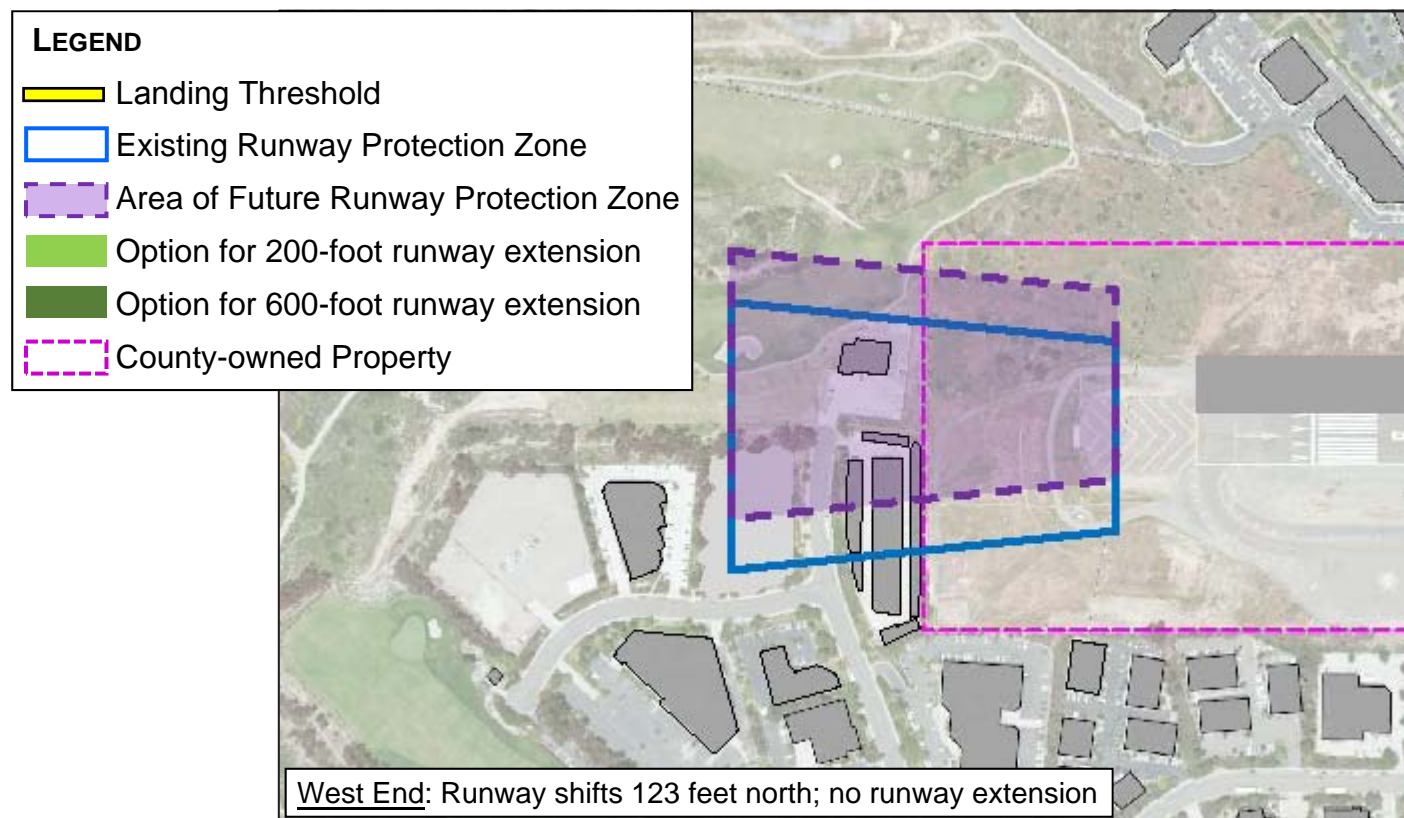 LEGEND
Landing Threshold
Existing Runway Protection Zone
Area of Future Runway Protection Zone
Option for 200-foot runway extension
Option for 600-foot runway extension
County-owned Property
West End: Runway shifts 123 feet north; no runway extension